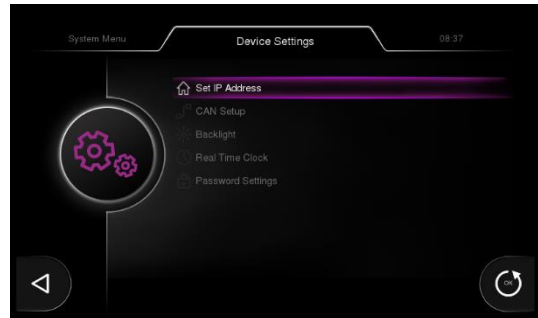 System Menu
Device Settings
08:37
Set IP Address
CAN Setup
Backlight
Real Time Clock
Password Settings
OK